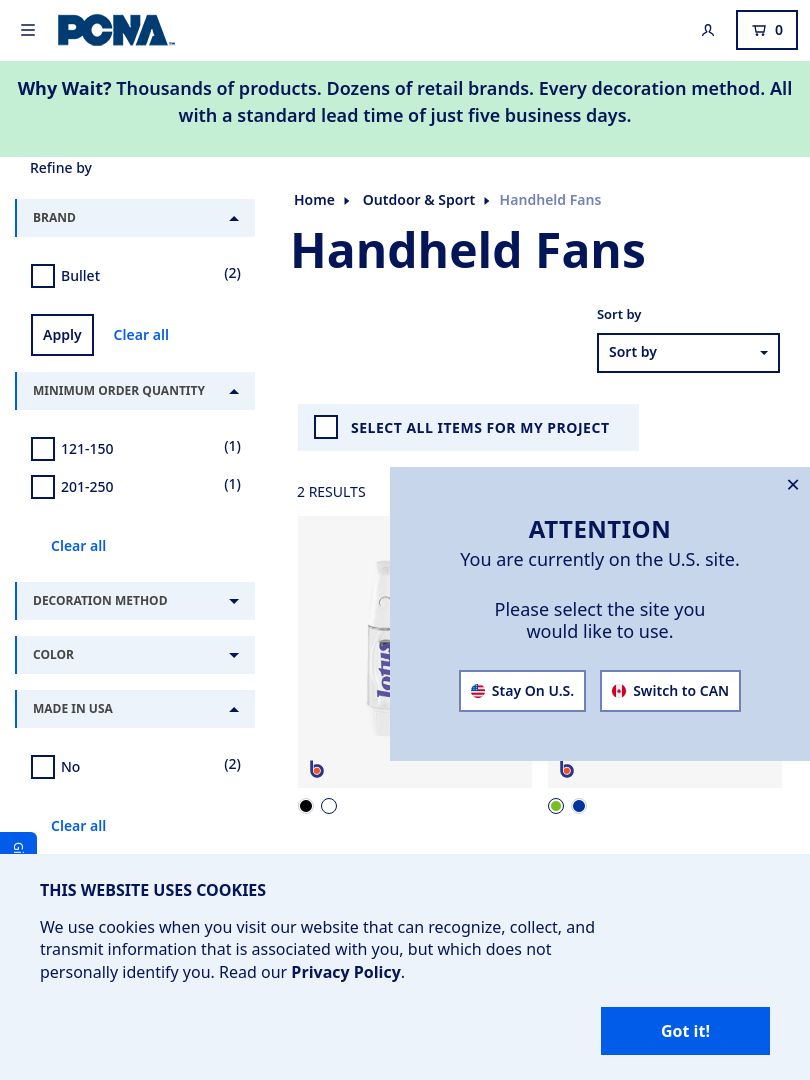 PCNA
0
Why Wait? Thousands of products. Dozens of retail brands. Every decoration method. All
with a standard lead time of just five business days.
Refine by
BRAND
Bullet (2)
Apply Clear all
MINIMUM ORDER QUANTITY
121-150 (1)
201-250 (1)
Clear all
DECORATION METHOD
COLOR
MADE IN USA
No (2)
Clear all
Home Outdoor & Sport Handheld Fans
Handheld Fans
Sort by
Sort by
SELECT ALL ITEMS FOR MY PROJECT
2 RESULTS
lotus
ATTENTION
You are currently on the U.S. site.
Please select the site you
would like to use.
Stay On U.S. Switch to CAN
THIS WEBSITE USES COOKIES
We use cookies when you visit our website that can recognize, collect, and
transmit information that is associated with you, but which does not
personally identify you. Read our Privacy Policy.
Got it!